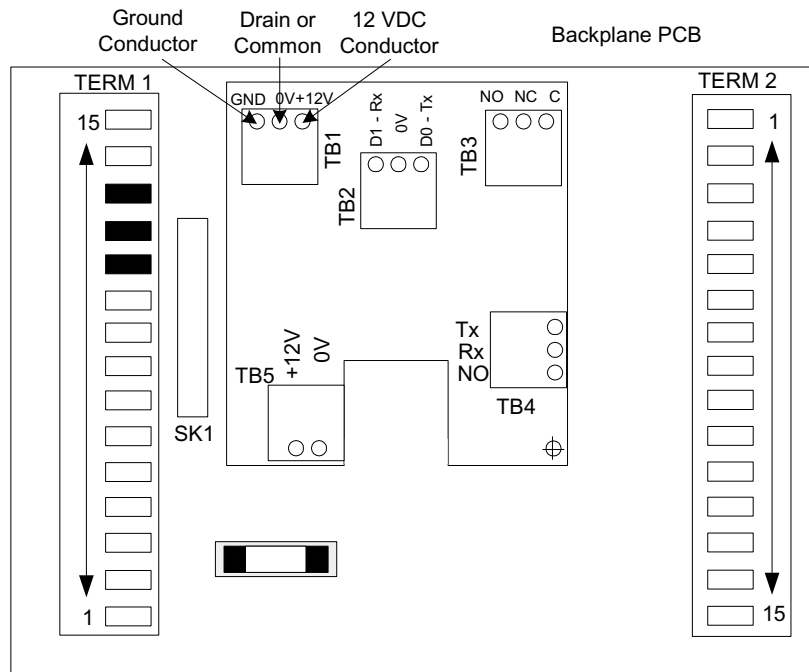 Ground
Conductor
Drain or
Common
12 VDC
Conductor
Backplane PCB
TERM 1
TERM 2
GND 0V+12V
TB1
D1 - Rx
0V
D0 - Tx
TB2
NO NC C
TB3
15
1
1
15
SK1
TB5
+12V
0V
Tx
Rx
NO
TB4